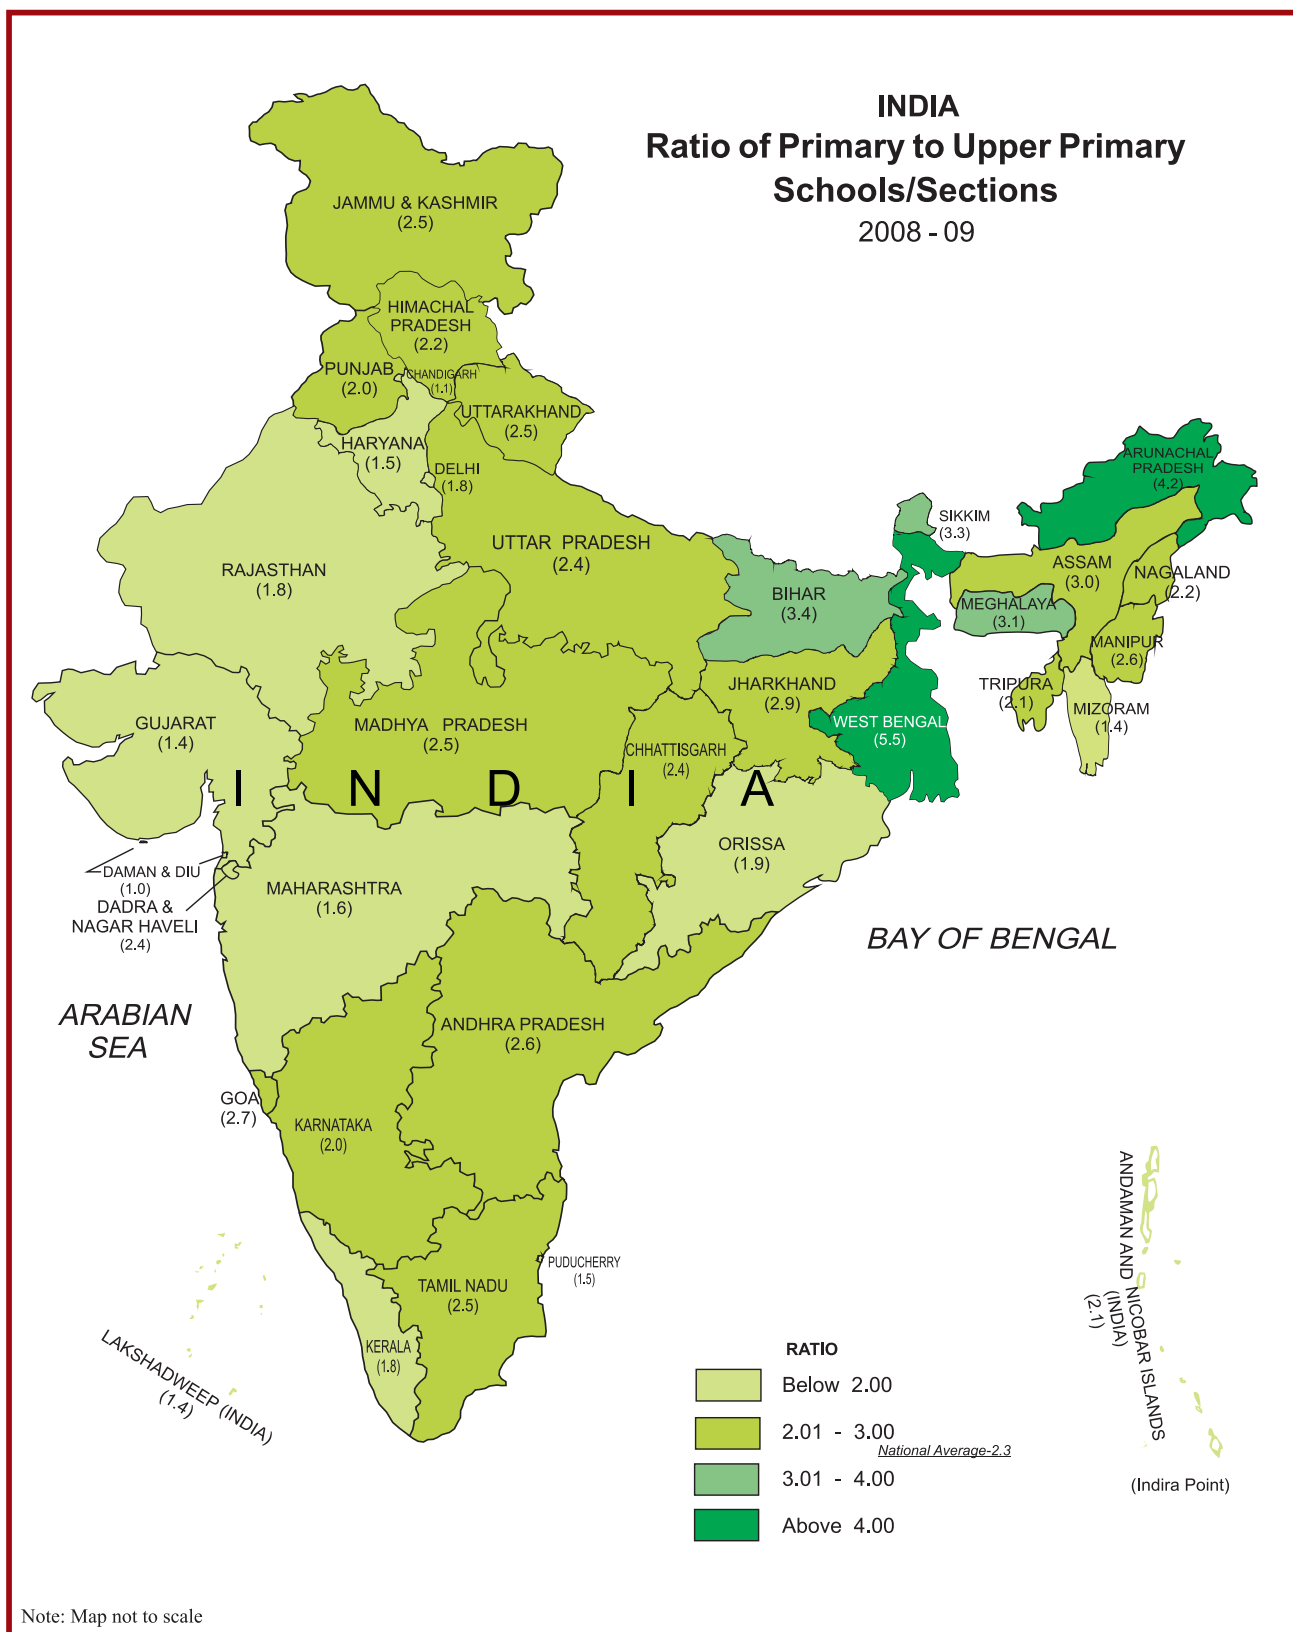 INDIA
Ratio of Primary to Upper Primary
Schools/Sections
2008 - 09
JAMMU & KASHMIR
(2.5)
HIMACHAL
PRADESH
(2.2)
PUNJAB
(2.0)
CHANDIGARH
(1.1)
UTTARAKHAND
(2.5)
HARYANA
(1.5)
DELHI
(1.8)
ARUNACHAL
PRADESH
(4.2)
SIKKIM
(3.3)
UTTAR PRADESH
(2.4)
RAJASTHAN
(1.8)
BIHAR
(3.4)
ASSAM
(3.0)
NAGALAND
(2.2)
MEGHALAYA
(3.1)
MANIPUR
(2.6)
TRIPURA
(2.1)
MIZORAM
(1.4)
JHARKHAND
(2.9)
WEST BENGAL
(5.5)
GUJARAT
(1.4)
MADHYA PRADESH
(2.5)
CHHATTISGARH
(2.4)
I N D I A
ORISSA
(1.9)
DAMAN & DIU
(1.0)
DADRA &
NAGAR HAVELI
(2.4)
MAHARASHTRA
(1.6)
BAY OF BENGAL
ARABIAN
SEA
ANDHRA PRADESH
(2.6)
GOA
(2.7)
KARNATAKA
(2.0)
PUDUCHERRY
(1.5)
TAMIL NADU
(2.5)
KERALA
(1.8)
LAKSHADWEEP (INDIA)
(1.4)
ANDAMAN AND NICOBAR ISLANDS
(INDIA)
(2.1)
(Indira Point)
RATIO
Below 2.00
2.01 - 3.00
National Average-2.3
3.01 - 4.00
Above 4.00
Note: Map not to scale